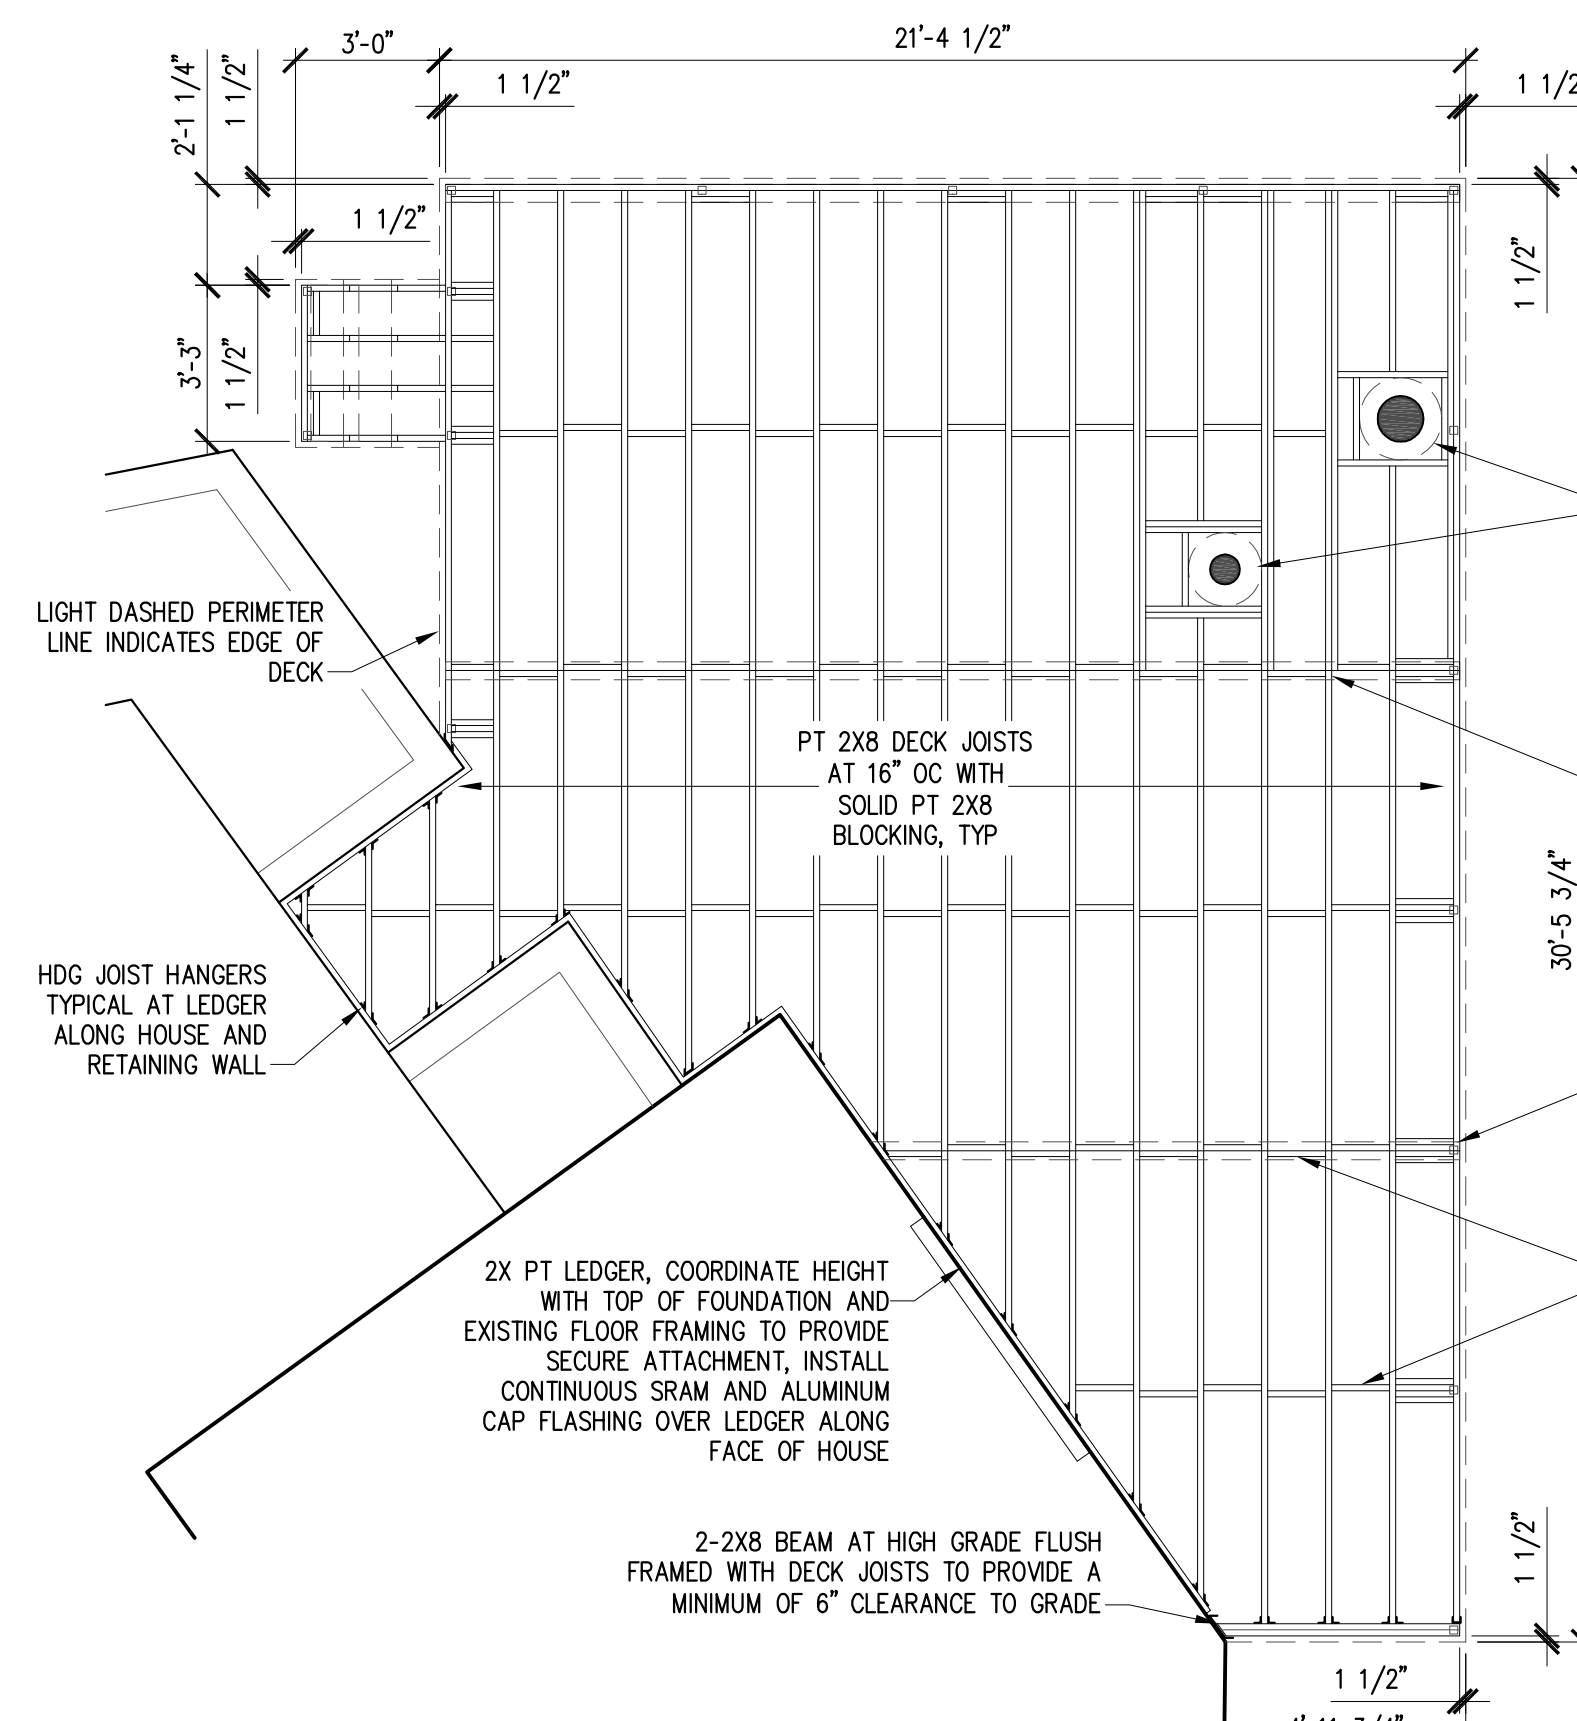 3'-0"
21'-4 1/2"
1 1/2"
1 1/2"
2'-1 1/4"
1 1/2"
1 1/2"
1 1/2"
3'-3"
1 1/2"
LIGHT DASHED PERIMETER
LINE INDICATES EDGE OF
DECK
PT 2X8 DECK JOISTS
AT 16" OC WITH
SOLID PT 2X8
BLOCKING, TYP
30'-5 3/4"
HDG JOIST HANGERS
TYPICAL AT LEDGER
ALONG HOUSE AND
RETAINING WALL
2X PT LEDGER, COORDINATE HEIGHT
WITH TOP OF FOUNDATION AND
EXISTING FLOOR FRAMING TO PROVIDE
SECURE ATTACHMENT, INSTALL
CONTINUOUS SRAM AND ALUMINUM
CAP FLASHING OVER LEDGER ALONG
FACE OF HOUSE
2-2X8 BEAM AT HIGH GRADE FLUSH
FRAMED WITH DECK JOISTS TO PROVIDE A
MINIMUM OF 6" CLEARANCE TO GRADE
1 1/2"
1 1/2"